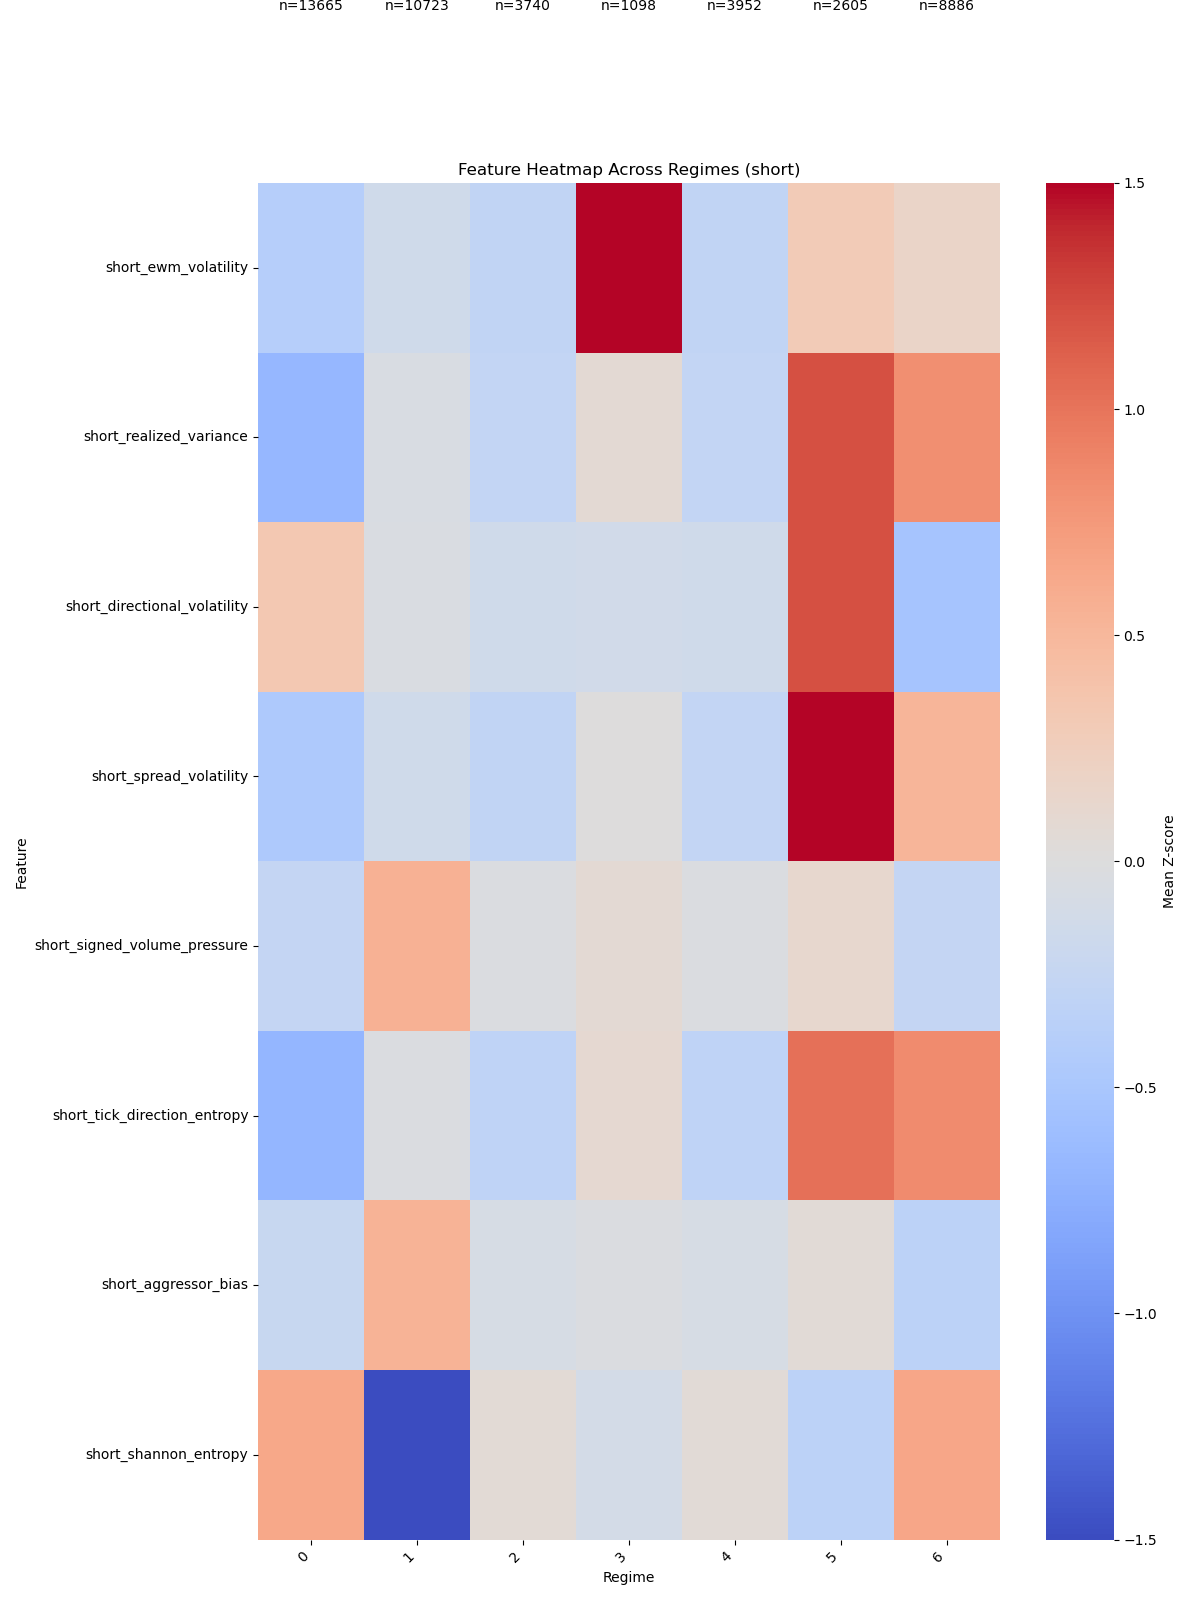 n=13665 n=10723 n=3740 n=1098 n=3952 n=2605 n=8886
Feature Heatmap Across Regimes (short)
short_ewm_volatility
short_realized_variance
short_directional_volatility
short_spread_volatility
short_signed_volume_pressure
short_tick_direction_entropy
short_aggressor_bias
short_shannon_entropy
Feature
0 1 2 3 4 5 6
Regime
1.5
1.0
0.5
0.0
−0.5
−1.0
−1.5
Mean Z-score